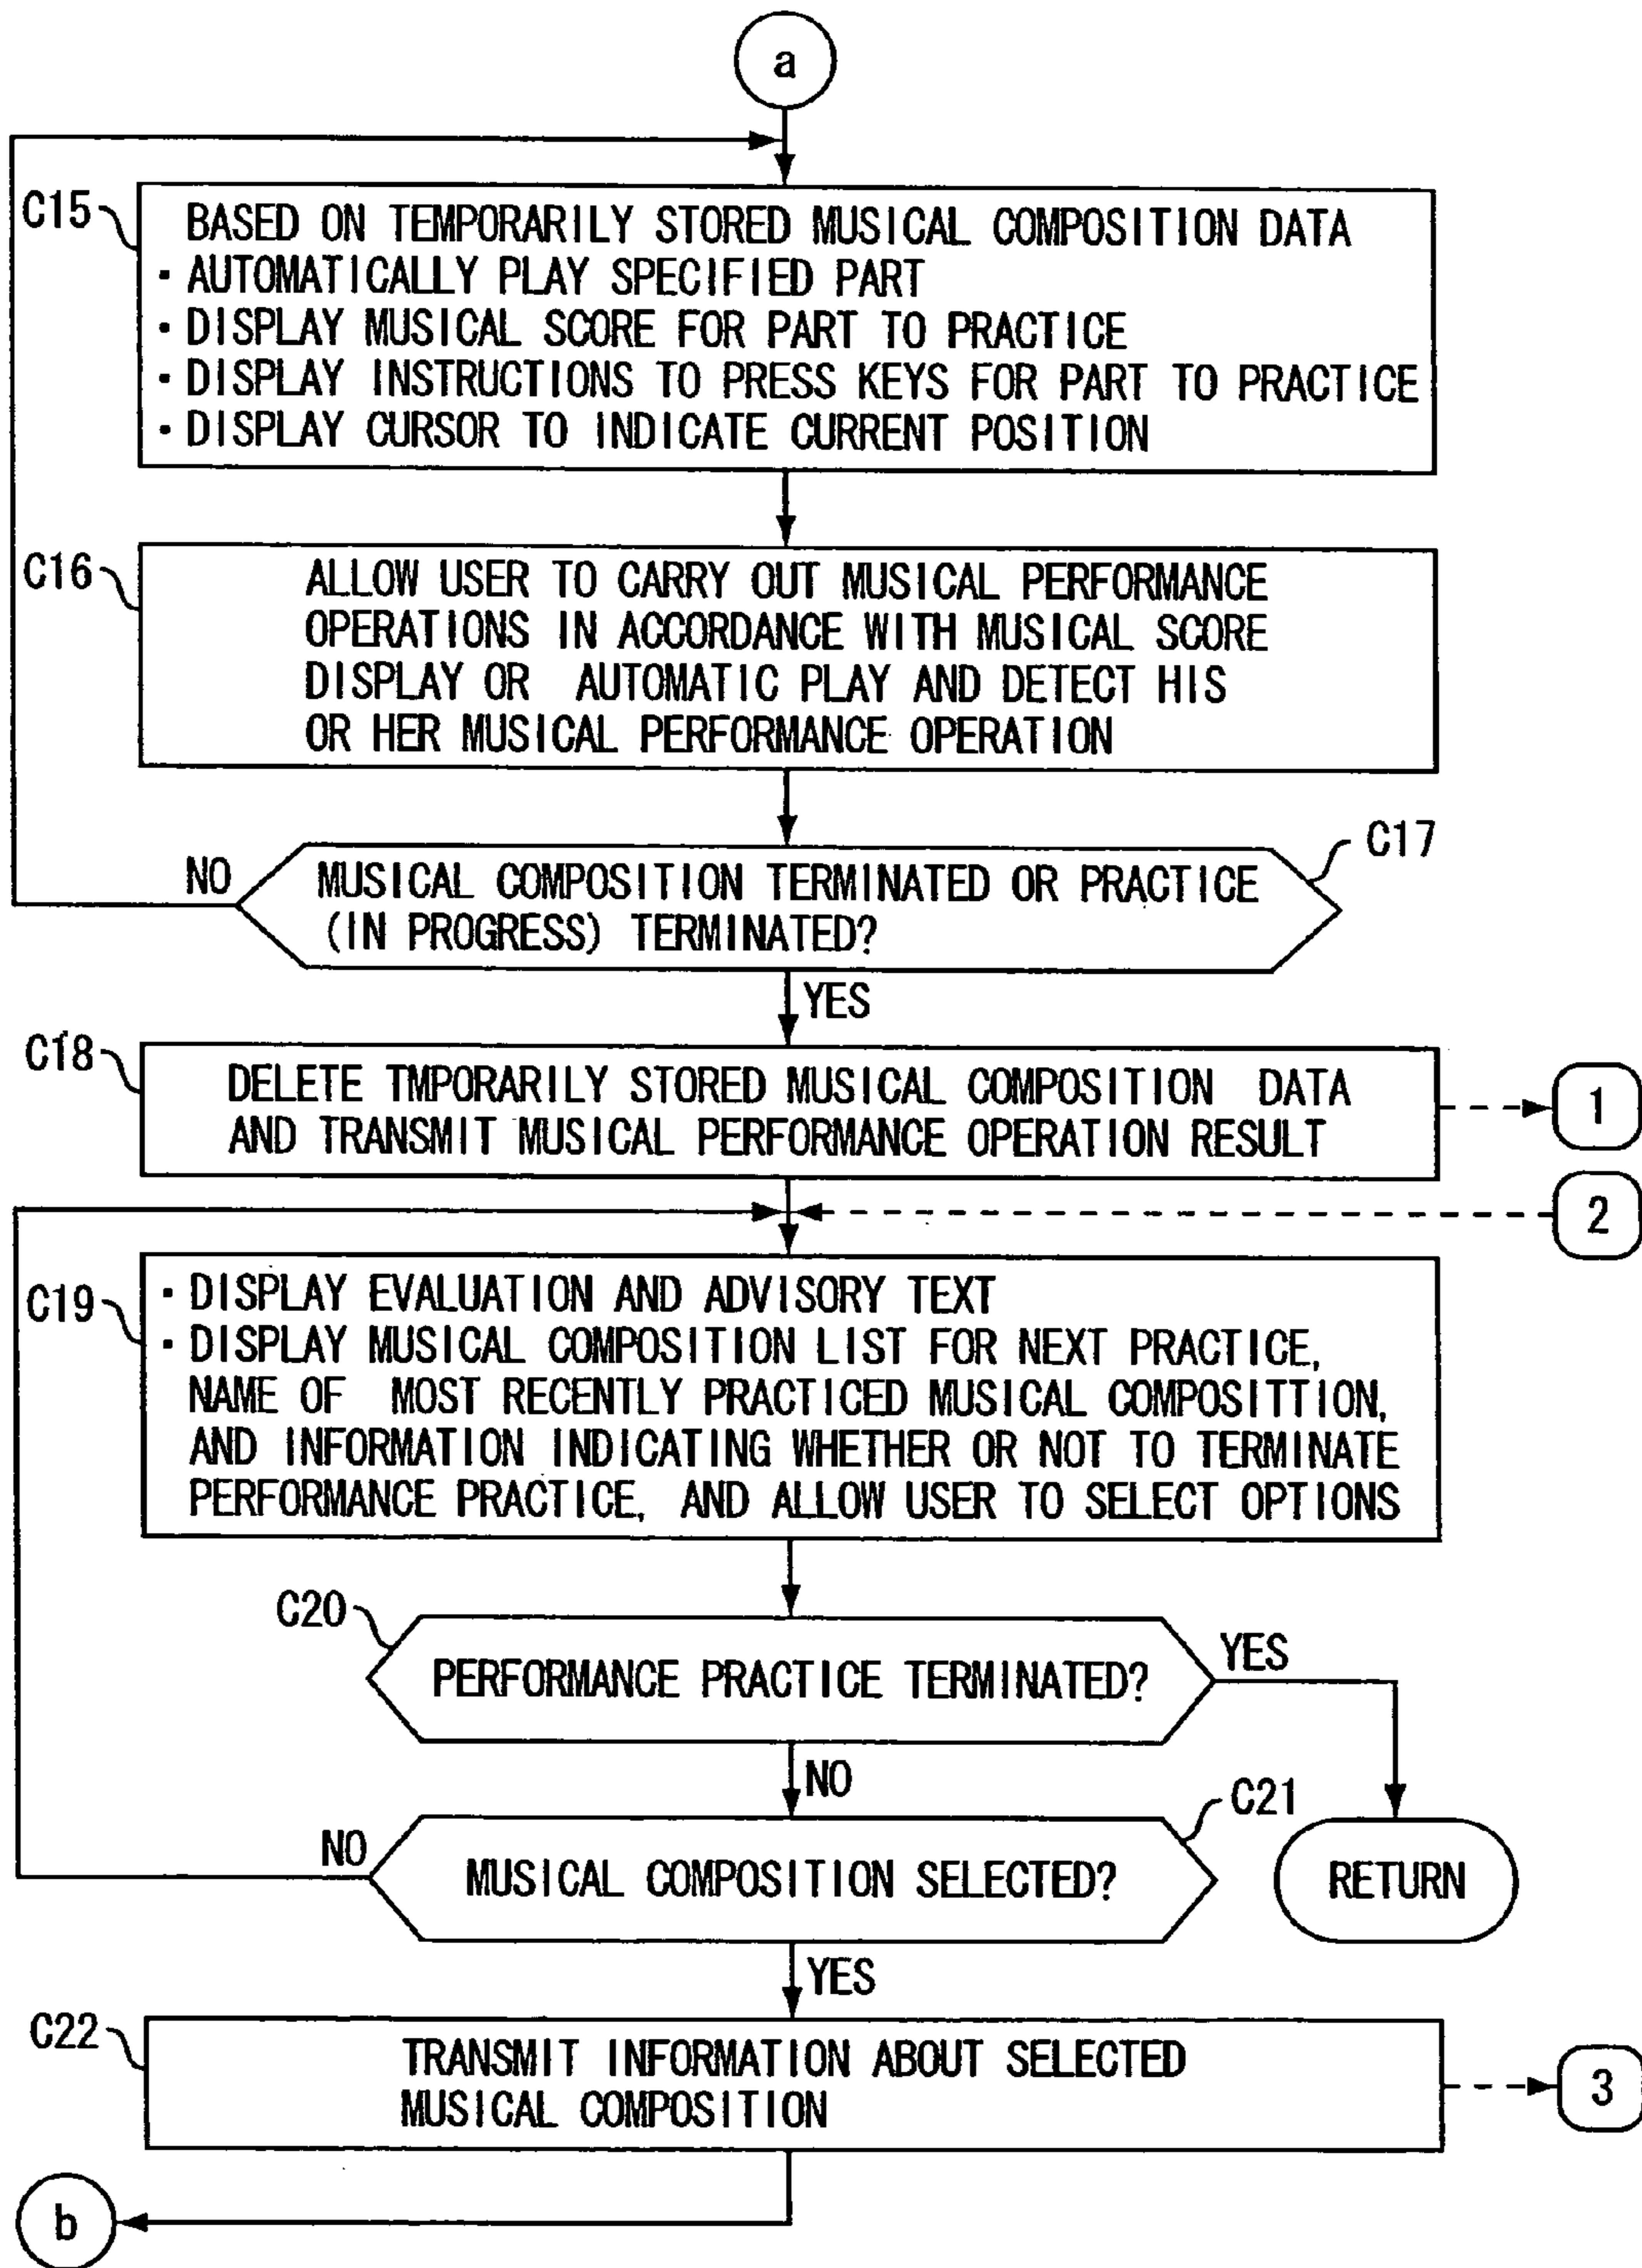 a
C15
BASED ON TEMPORARILY STORED MUSICAL COMPOSITION DATA
· AUTOMATICALLY PLAY SPECIFIED PART
· DISPLAY MUSICAL SCORE FOR PART TO PRACTICE
· DISPLAY INSTRUCTIONS TO PRESS KEYS FOR PART TO PRACTICE
· DISPLAY CURSOR TO INDICATE CURRENT POSITION
C16
ALLOW USER TO CARRY OUT MUSICAL PERFORMANCE
OPERATIONS IN ACCORDANCE WITH MUSICAL SCORE
DISPLAY OR AUTOMATIC PLAY AND DETECT HIS
OR HER MUSICAL PERFORMANCE OPERATION
C17
NO
MUSICAL COMPOSITION TERMINATED OR PRACTICE
(IN PROGRESS) TERMINATED?
YES
C18
DELETE TMPORARILY STORED MUSICAL COMPOSITION DATA
AND TRANSMIT MUSICAL PERFORMANCE OPERATION RESULT
1
2
C19
· DISPLAY EVALUATION AND ADVISORY TEXT
· DISPLAY MUSICAL COMPOSITION LIST FOR NEXT PRACTICE,
NAME OF MOST RECENTLY PRACTICED MUSICAL COMPOSITTION,
AND INFORMATION INDICATING WHETHER OR NOT TO TERMINATE
PERFORMANCE PRACTICE, AND ALLOW USER TO SELECT OPTIONS
C20
PERFORMANCE PRACTICE TERMINATED?
YES
NO
C21
NO
MUSICAL COMPOSITION SELECTED?
RETURN
YES
C22
TRANSMIT INFORMATION ABOUT SELECTED
MUSICAL COMPOSITION
3
b